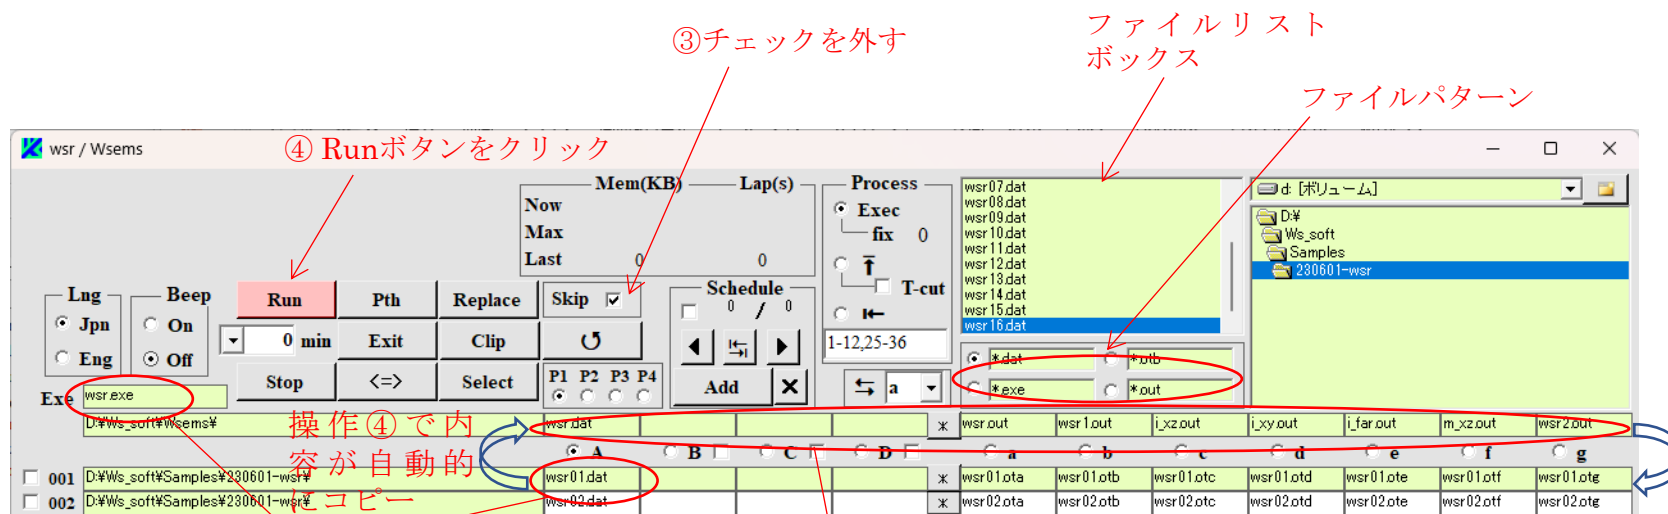 ファイルリスト
ボックス
③チェックを外す
ファイルパターン
wsr / Wsems
④ Runボタンをクリック
Mem(KB) Lap(s)
Now
Max
Last 0 0
Process
Exec
fix 0
T-cut
1-12,25-36
a
wsr07.dat
wsr08.dat
wsr09.dat
wsr10.dat
wsr11.dat
wsr12.dat
wsr13.dat
wsr14.dat
wsr15.dat
wsr16.dat
d: [ボリューム]
D:¥
Ws_soft
Samples
230601-wsr
Lng
Jpn
Eng
Beep
On
Off
Run Pth Replace
0 min Exit Clip
Stop <=> Select
Skip
P1 P2 P3 P4
Schedule
0 / 0
Add
*.dat *.otb
*.exe *.out
Exe wsr.exe
操作④で内
容が自動的
にコピー
D:¥Ws_soft¥Wsems¥ wsr.dat * wsr.out wsr1.out i_xz.out i_xy.out i_far.out m_xz.out wsr2.out
A B C D a b c d e f g
001 D:¥Ws_soft¥Samples¥230601-wsr¥ wsr01.dat * wsr01.ota wsr01.otb wsr01.otc wsr01.otd wsr01.ote wsr01.otf wsr01.otg
002 D:¥Ws_soft¥Samples¥230601-wsr¥ wsr02.dat * wsr02.ota wsr02.otb wsr02.otc wsr02.otd wsr02.ote wsr02.otf wsr02.otg